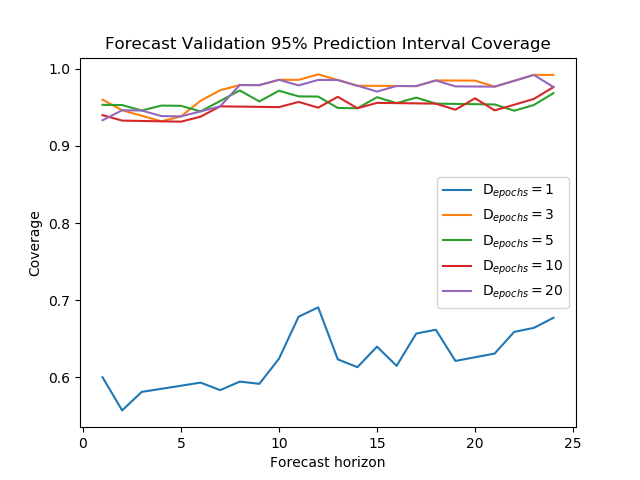 Forecast Validation 95% Prediction Interval Coverage
1.0
0.9
0.8
0.7
0.6
Coverage
D_epochs = 1
D_epochs = 3
D_epochs = 5
D_epochs = 10
D_epochs = 20
0 5 10 15 20 25
Forecast horizon